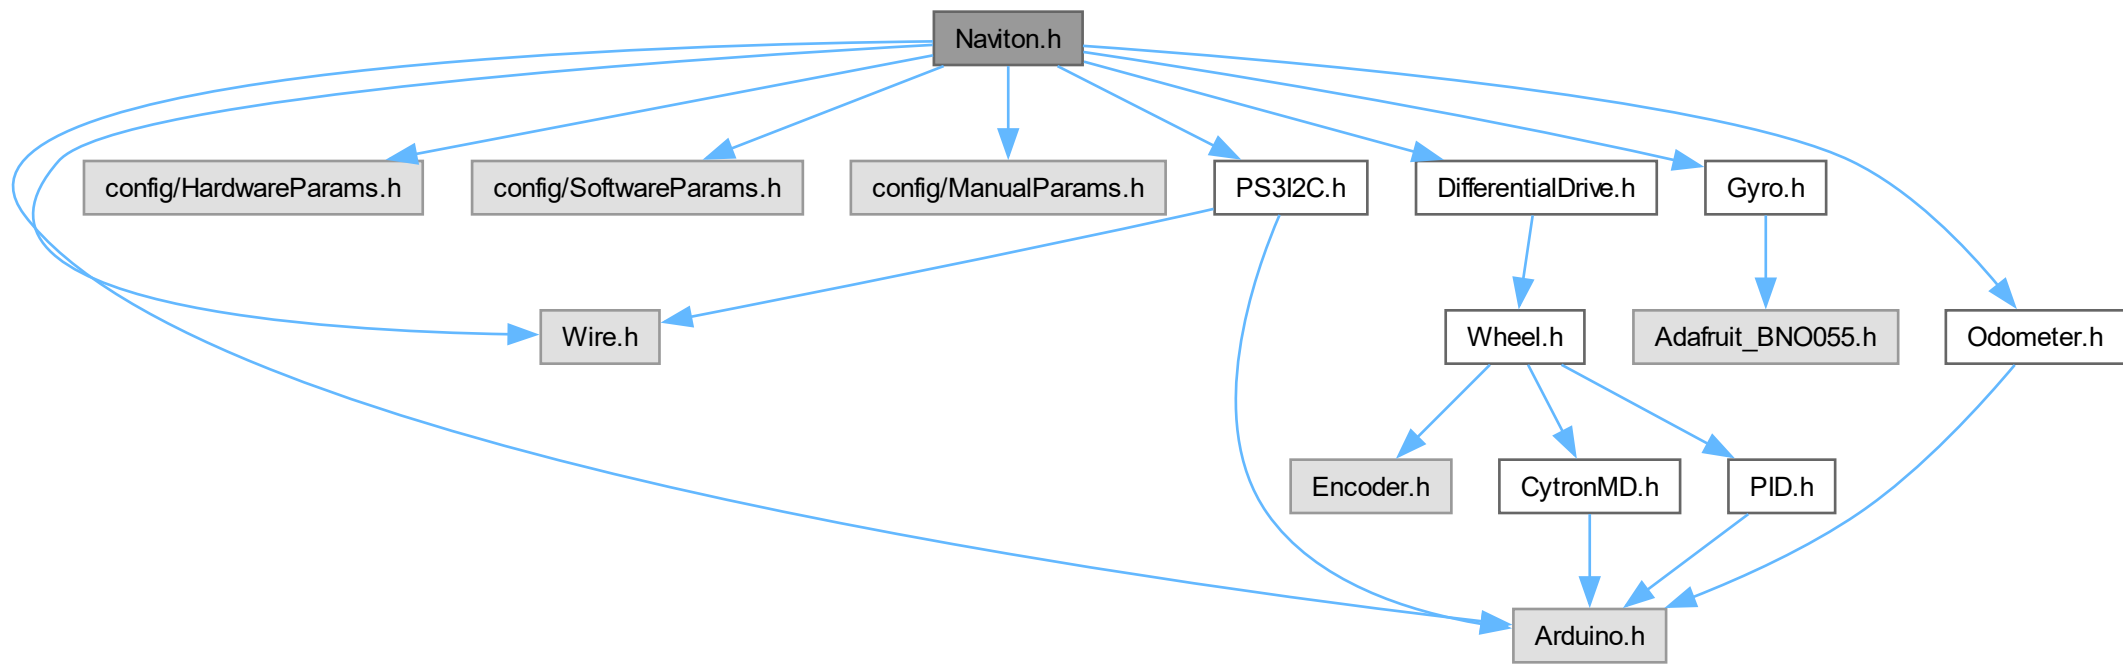 Naviton.h
config/HardwareParams.h
config/SoftwareParams.h
config/ManualParams.h
PS3I2C.h
DifferentialDrive.h
Gyro.h
Wire.h
Wheel.h
Adafruit_BNO055.h
Odometer.h
Encoder.h
CytronMD.h
PID.h
Arduino.h